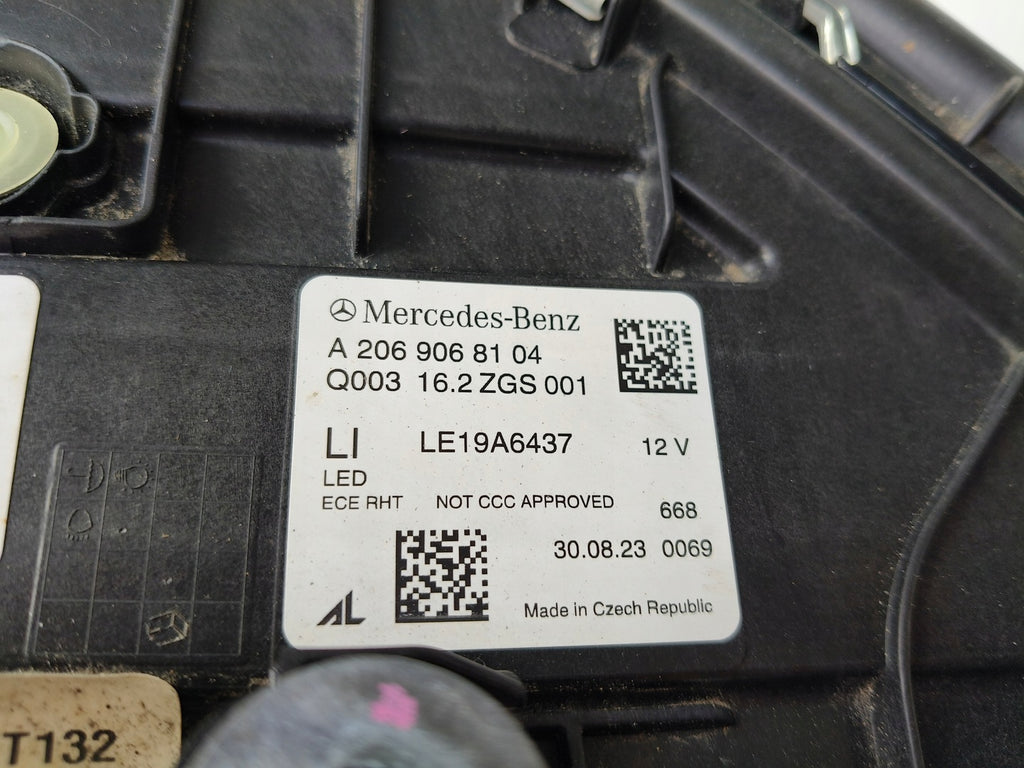 Mercedes-Benz
A 206 906 81 04
Q003 16.2 ZGS 001
LI LE19A6437 12 V
LED
ECE RHT NOT CCC APPROVED 668
30.08.23 0069
AL Made in Czech Republic
T132